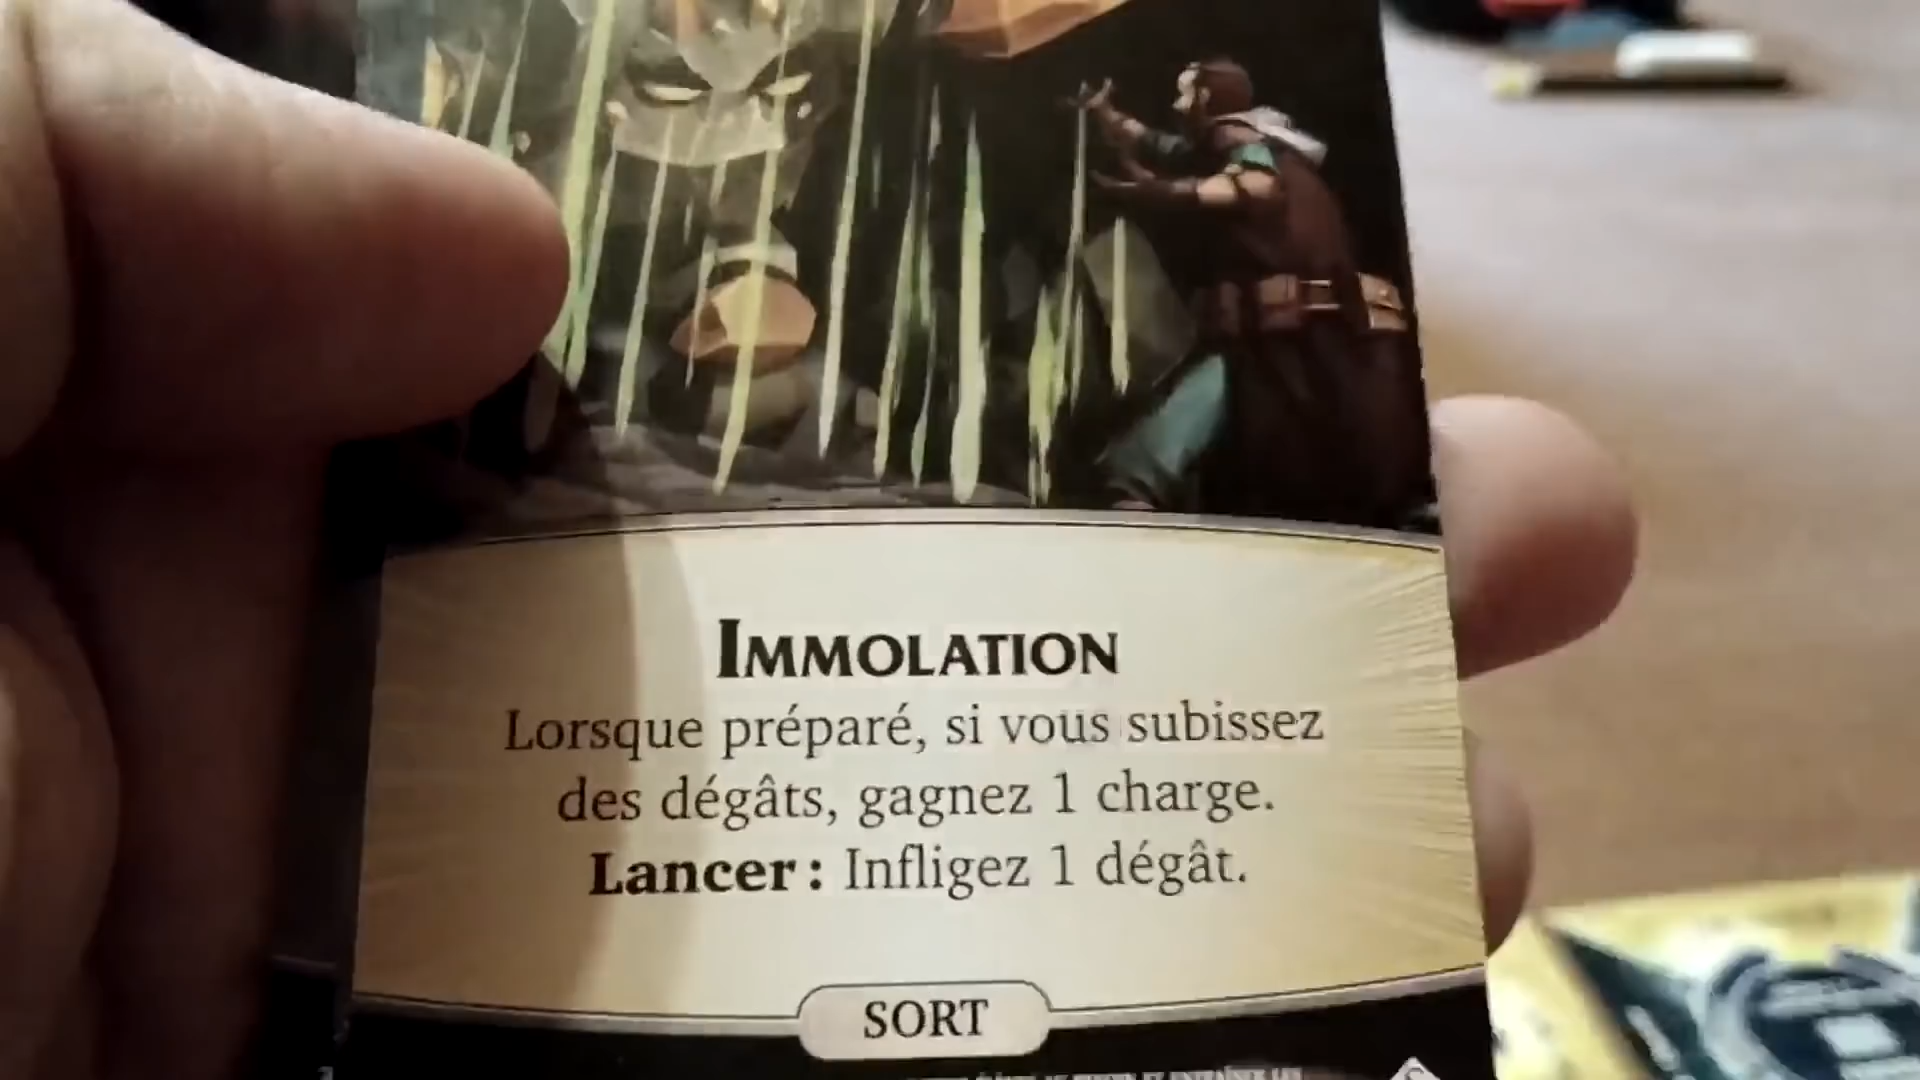 IMMOLATION
Lorsque préparé, si vous subissez
des dégâts, gagnez 1 charge.
Lancer : Infligez 1 dégât.
SORT